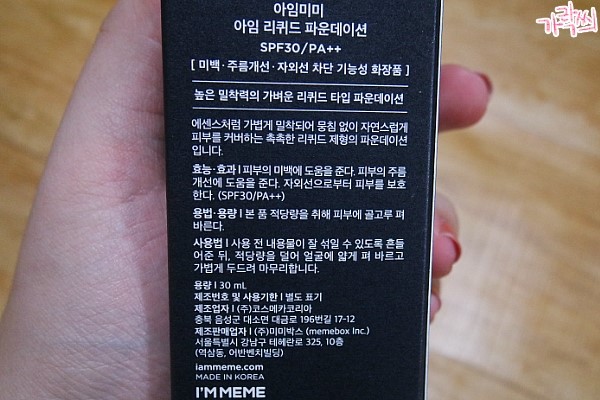 기쁨씨
아임미미
아임 리퀴드 파운데이션
SPF30/PA++
[ 미백 · 주름개선 · 자외선 차단 기능성 화장품 ]
높은 밀착력의 가벼운 리퀴드 타입 파운데이션
에센스처럼 가볍게 밀착되어 뭉침 없이 자연스럽게
피부를 커버하는 촉촉한 리퀴드 제형의 파운데이션
입니다.
효능·효과 | 피부의 미백에 도움을 준다. 피부의 주름
개선에 도움을 준다. 자외선으로부터 피부를 보호
한다. (SPF30/PA++)
용법·용량 | 본 품 적당량을 취해 피부에 골고루 펴
바른다.
사용법 | 사용 전 내용물이 잘 섞일 수 있도록 흔들
어준 뒤, 적당량을 덜어 얼굴에 얇게 펴 바르고
가볍게 두드려 마무리합니다.
용량 | 30 mL
제조번호 및 사용기한 | 별도 표기
제조업자 | (주)코스메카코리아
충북 음성군 대소면 대금로 196번길 17-12
제조판매업자 | (주)미미박스 (memebox Inc.)
서울특별시 강남구 테헤란로 325, 10층
(역삼동, 어반벤치빌딩)
iammeme.com
MADE IN KOREA
I'M MEME